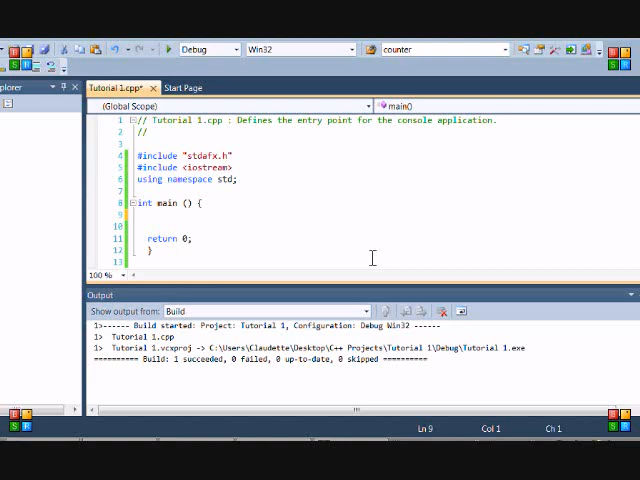 Debug
Win32
counter
plorer
Tutorial 1.cpp*
Start Page
(Global Scope)
main()
1 // Tutorial 1.cpp : Defines the entry point for the console application.
2 //
3
4 #include "stdafx.h"
5 #include <iostream>
6 using namespace std;
7
8 int main () {
9
10
11 return 0;
12 }
13
100 %
Output
Show output from: Build
1>------ Build started: Project: Tutorial 1, Configuration: Debug Win32 ------
1> Tutorial 1.cpp
1> Tutorial 1.vcxproj -> C:\Users\Claudette\Desktop\C++ Projects\Tutorial 1\Debug\Tutorial 1.exe
========== Build: 1 succeeded, 0 failed, 0 up-to-date, 0 skipped ==========
Ln 9 Col 1 Ch 1